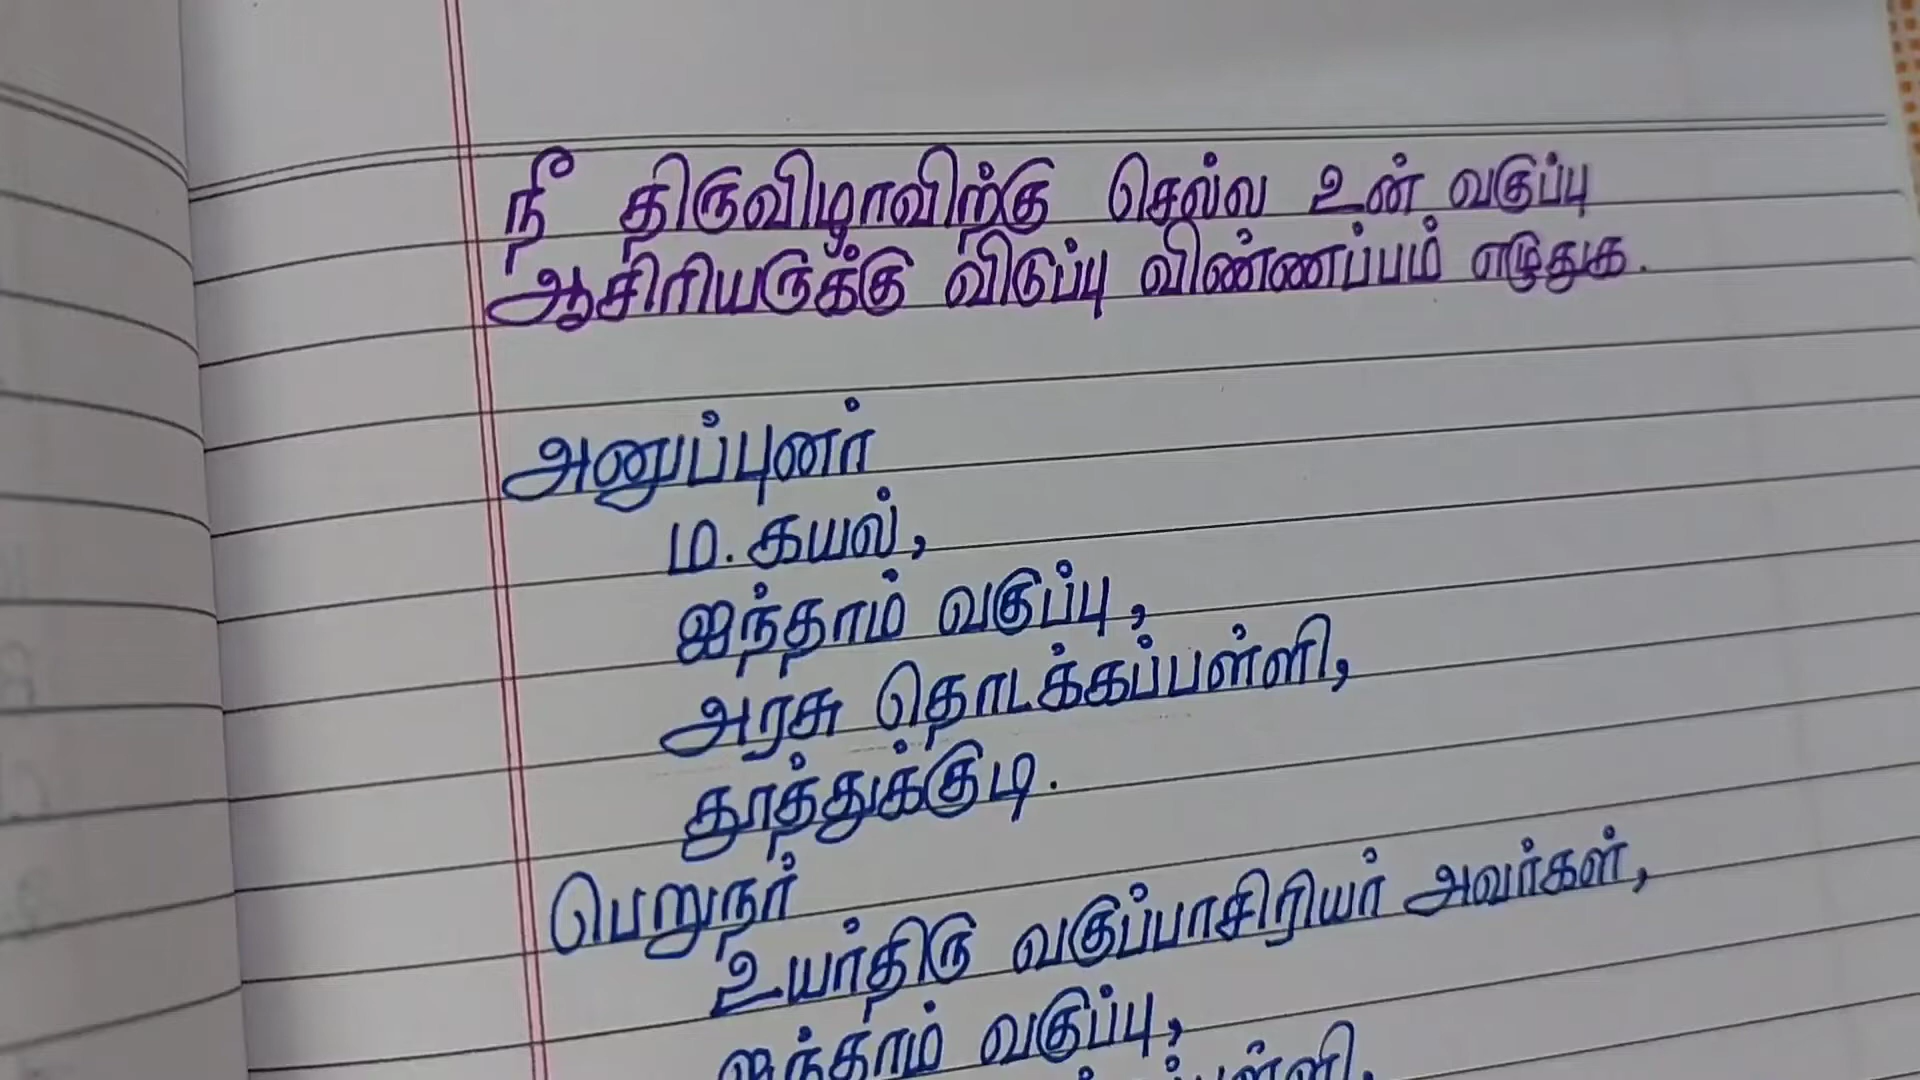 நீ திருவிழாவிற்கு செல்ல உன் வகுப்பு
ஆசிரியருக்கு விடுப்பு விண்ணப்பம் எழுதுக.
அனுப்புனர்
ம. கயல்,
ஐந்தாம் வகுப்பு,
அரசு தொடக்கப்பள்ளி,
தூத்துக்குடி.
பெறுநர்
உயர்திரு வகுப்பாசிரியர் அவர்கள்,
ஐந்தாம் வகுப்பு,